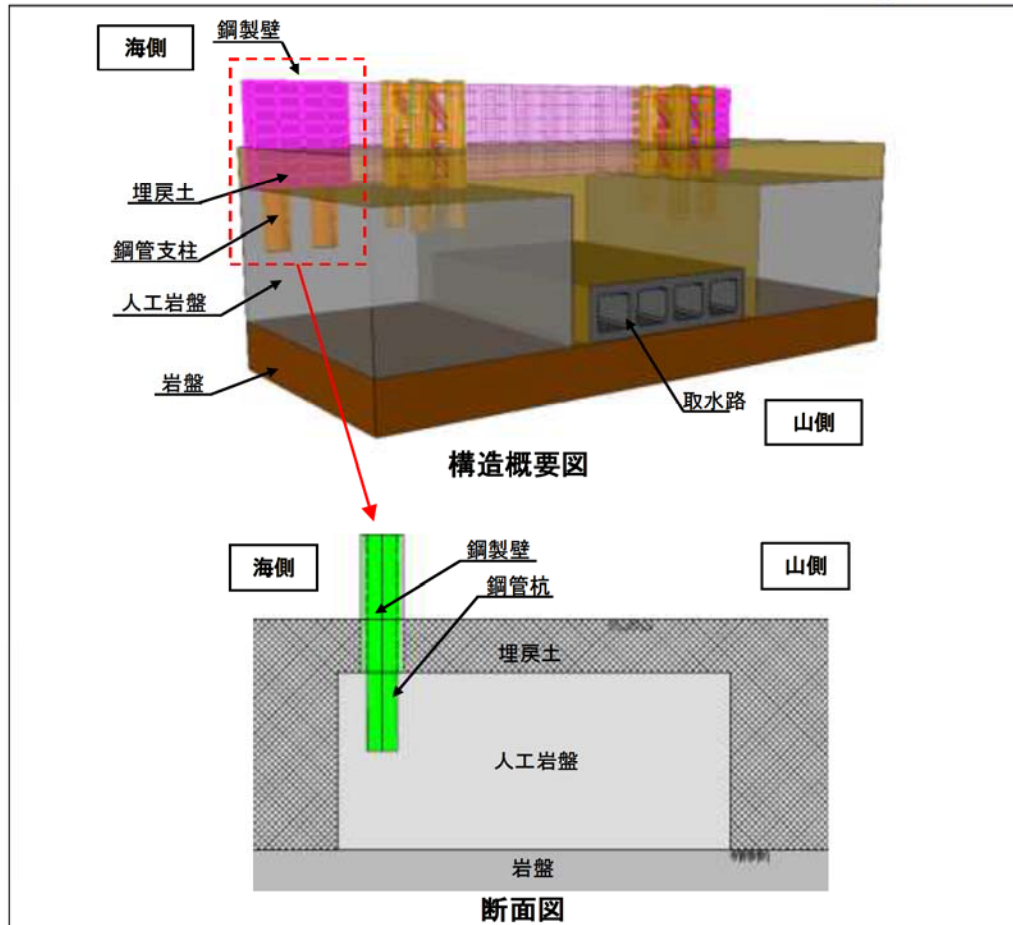 海側
鋼製壁
埋戻土
鋼管支柱
人工岩盤
岩盤
取水路
山側
構造概要図
海側
鋼製壁
山側
鋼管杭
埋戻土
人工岩盤
岩盤
断面図